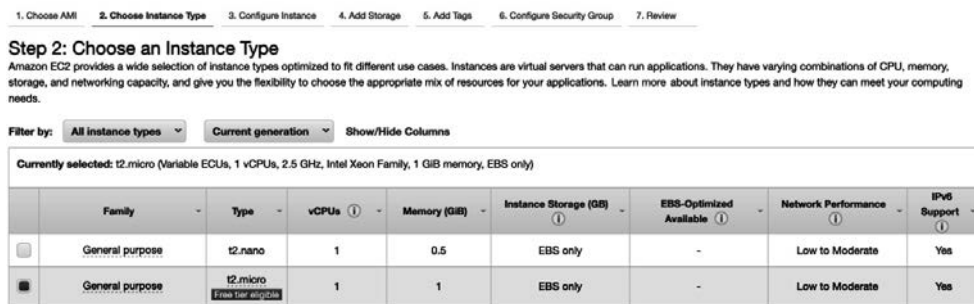 1. Choose AMI 2. Choose Instance Type 3. Configure Instance 4. Add Storage 5. Add Tags 6. Configure Security Group 7. Review
Step 2: Choose an Instance Type
Amazon EC2 provides a wide selection of instance types optimized to fit different use cases. Instances are virtual servers that can run applications. They have varying combinations of CPU, memory,
storage, and networking capacity, and give you the flexibility to choose the appropriate mix of resources for your applications. Learn more about instance types and how they can meet your computing
needs.
Filter by: All instance types Current generation Show/Hide Columns
Currently selected: t2.micro (Variable ECUs, 1 vCPUs, 2.5 GHz, Intel Xeon Family, 1 GiB memory, EBS only)
Family Type vCPUs Memory (GiB) Instance Storage (GB) EBS-Optimized Available Network Performance IPv6 Support
General purpose t2.nano 1 0.5 EBS only - Low to Moderate Yes
General purpose t2.micro 1 1 EBS only - Low to Moderate Yes
Free tier eligible